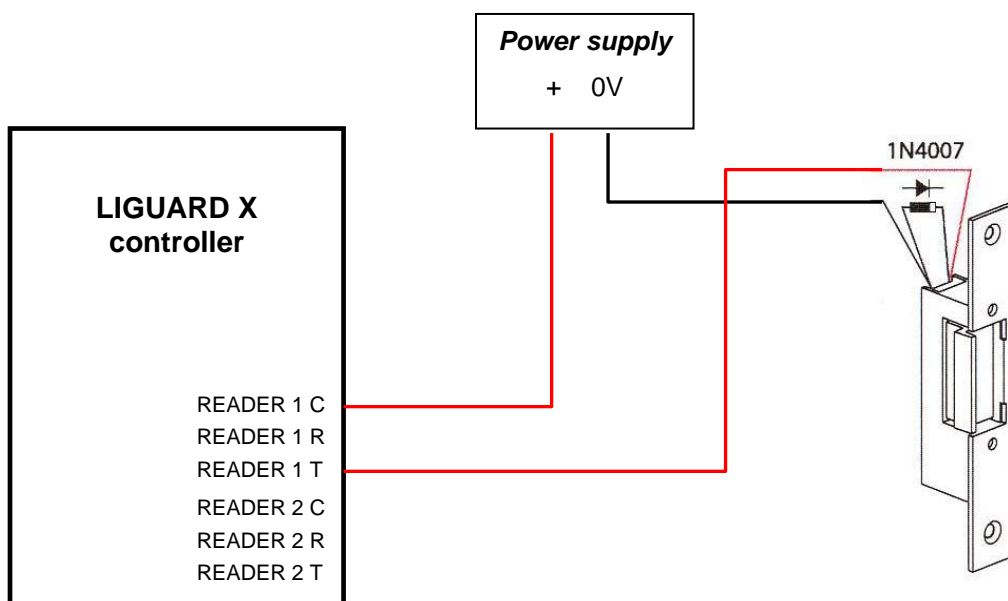 Power supply
+ 0V
1N4007
LIGUARD X
controller
READER 1 C
READER 1 R
READER 1 T
READER 2 C
READER 2 R
READER 2 T